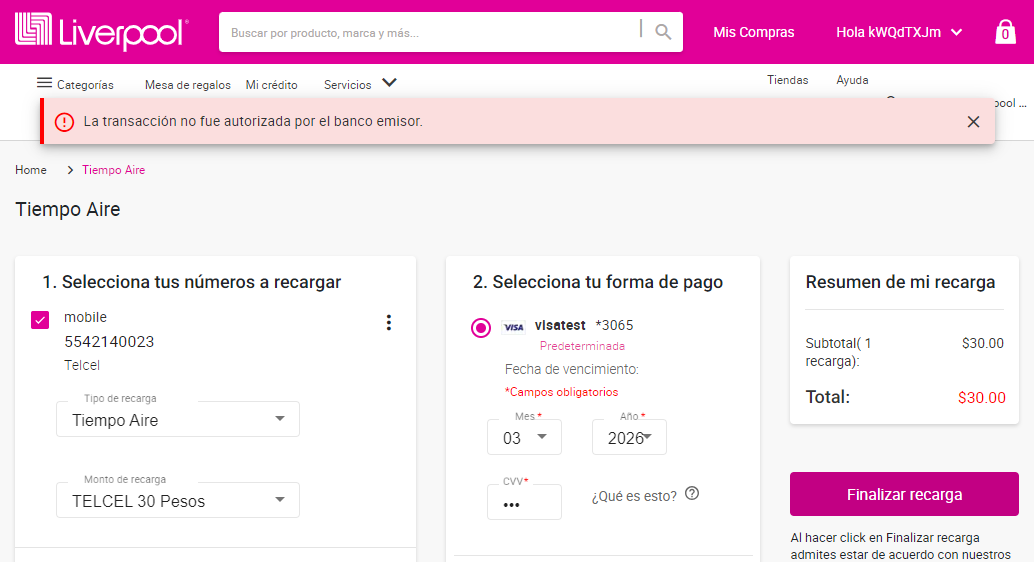 Liverpool
Buscar por producto, marca y más...
Mis Compras
Hola kWQdTXJm
0
Categorías
Mesa de regalos
Mi crédito
Servicios
Tiendas
Ayuda
pool ...
La transacción no fue autorizada por el banco emisor.
Home
Tiempo Aire
Tiempo Aire
1. Selecciona tus números a recargar
mobile
5542140023
Telcel
Tipo de recarga
Tiempo Aire
Monto de recarga
TELCEL 30 Pesos
2. Selecciona tu forma de pago
VISA visatest *3065
Predeterminada
Fecha de vencimiento:
*Campos obligatorios
Mes *
03
Año *
2026
CVV*
•••
¿Qué es esto?
Resumen de mi recarga
Subtotal( 1 recarga):
$30.00
Total:
$30.00
Finalizar recarga
Al hacer click en Finalizar recarga
admites estar de acuerdo con nuestros